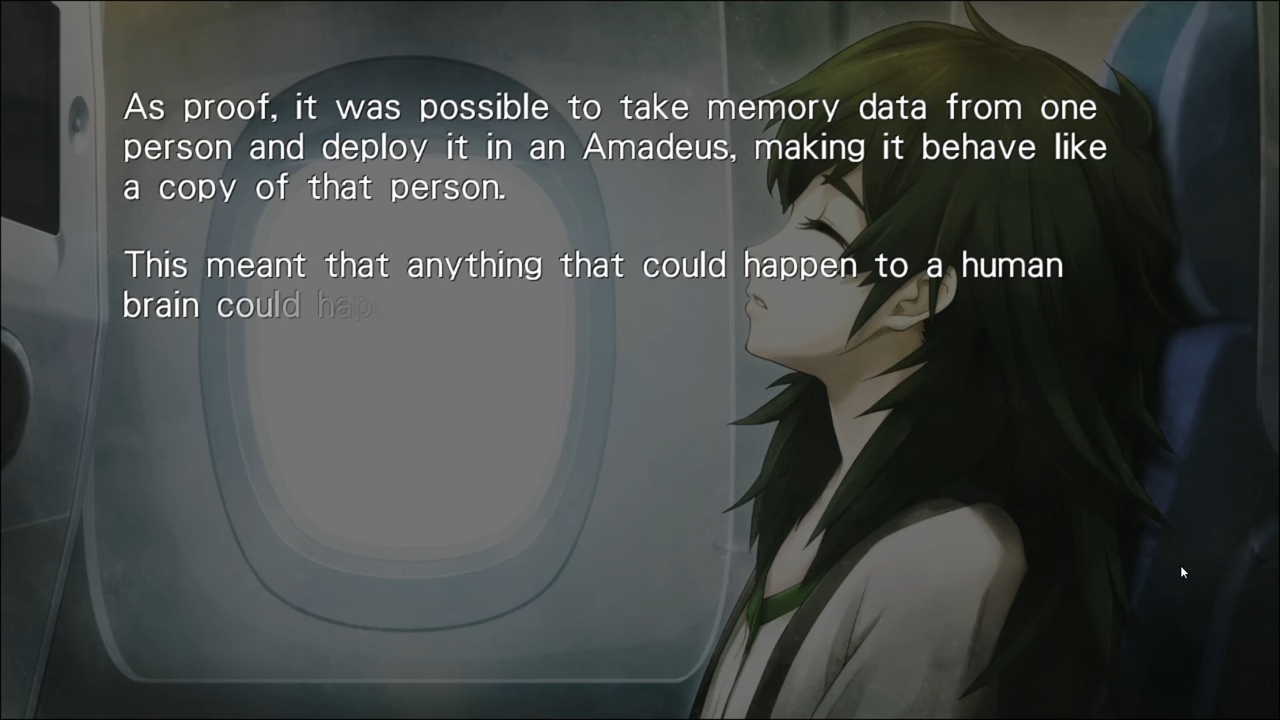 As proof, it was possible to take memory data from one
person and deploy it in an Amadeus, making it behave like
a copy of that person.
This meant that anything that could happen to a human
brain could